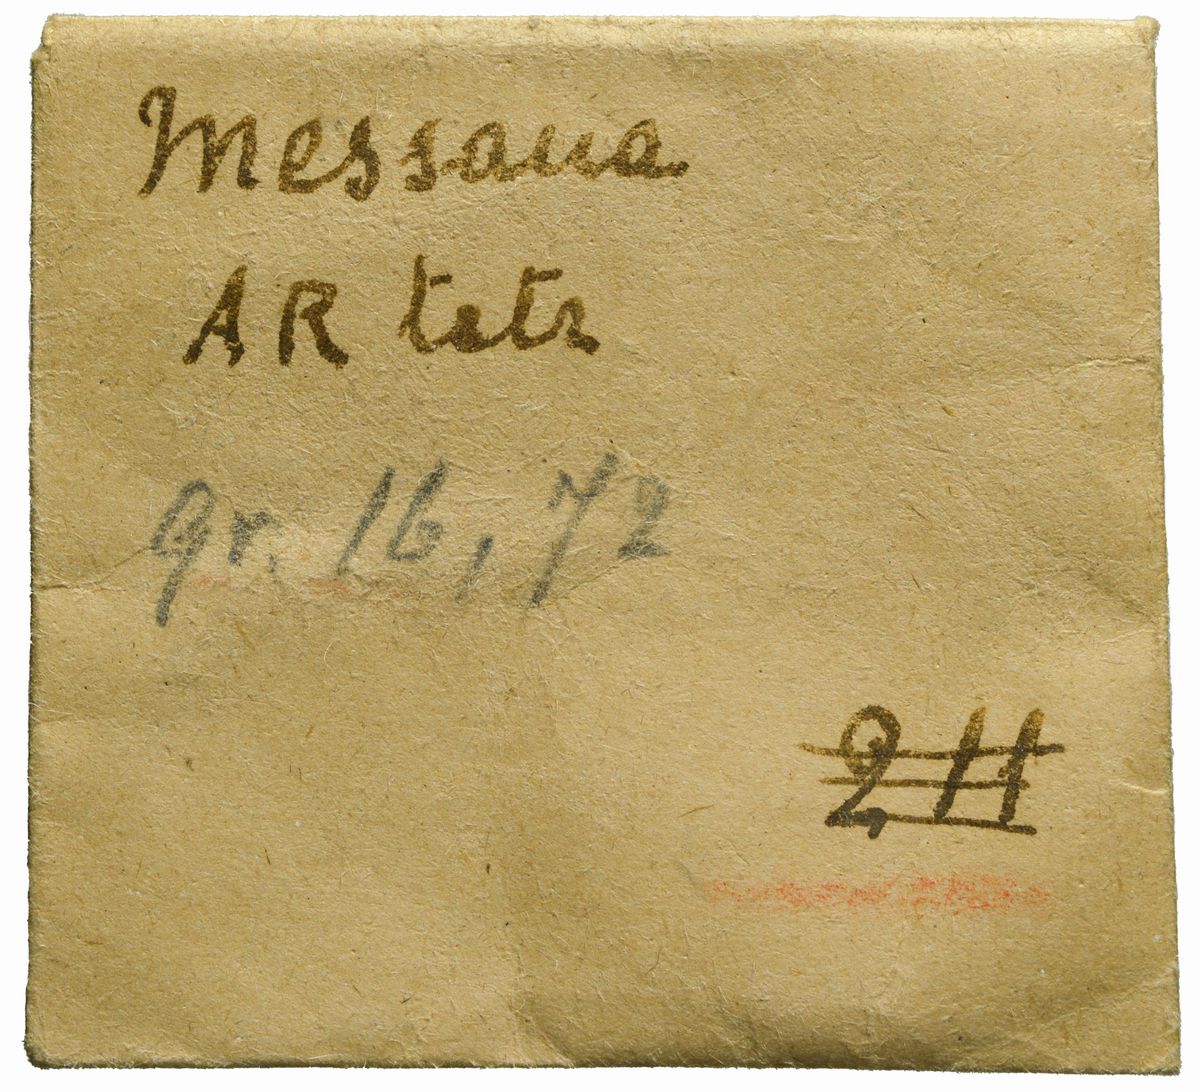 Messana
AR tetr
gr. 16,72
211